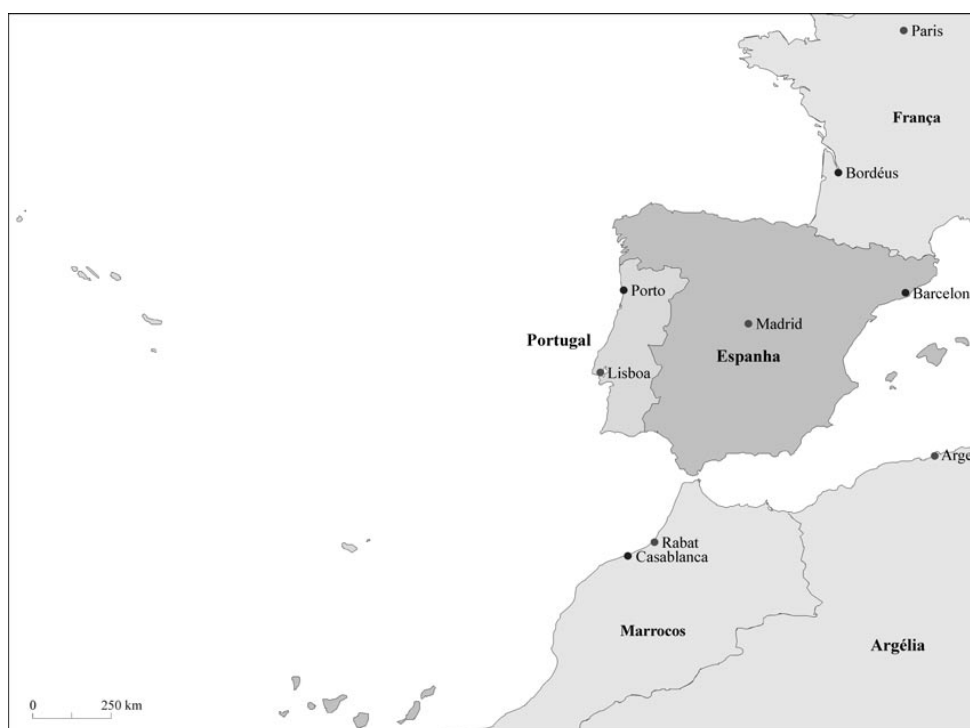 Paris
França
Bordéus
Porto
Barcelon
Madrid
Portugal
Espanha
Lisboa
Arge
Rabat
Casablanca
Marrocos
Argélia
0 250 km